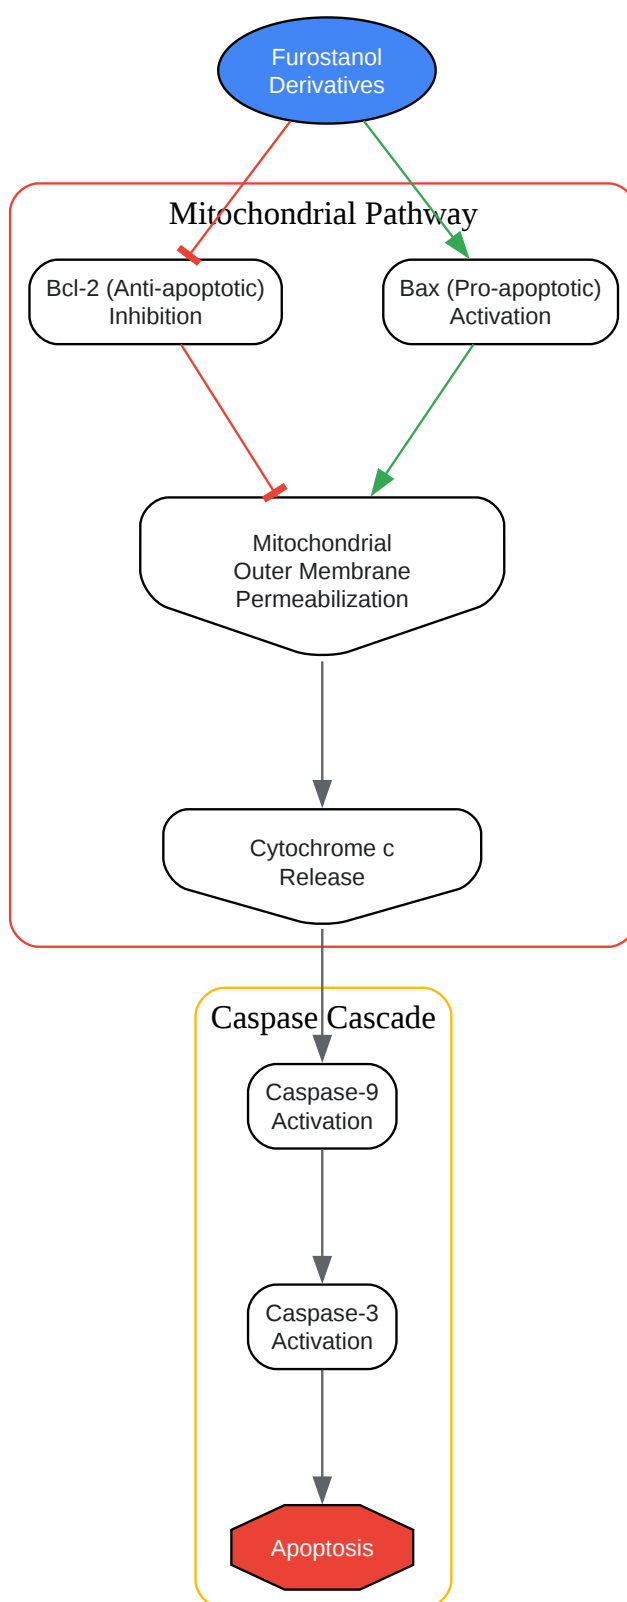 Furostanol
Derivatives
Mitochondrial Pathway
Bcl-2 (Anti-apoptotic)
Inhibition
Bax (Pro-apoptotic)
Activation
Mitochondrial
Outer Membrane
Permeabilization
Cytochrome c
Release
Caspase Cascade
Caspase-9
Activation
Caspase-3
Activation
Apoptosis